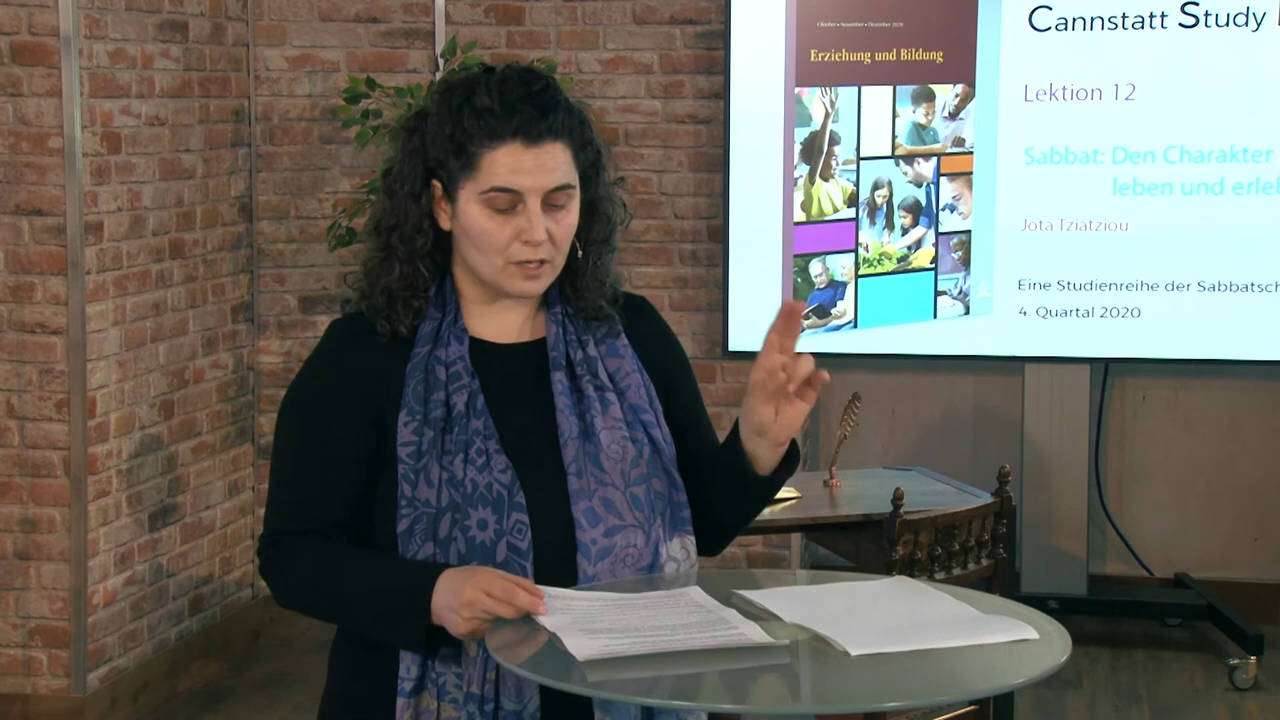 Oktober • November • Dezember 2020
Erziehung und Bildung
Cannstatt Study
Lektion 12
Sabbat: Den Charakter
leben und erleb
Jota Tziatziou
Eine Studienreihe der Sabbatsch
4. Quartal 2020